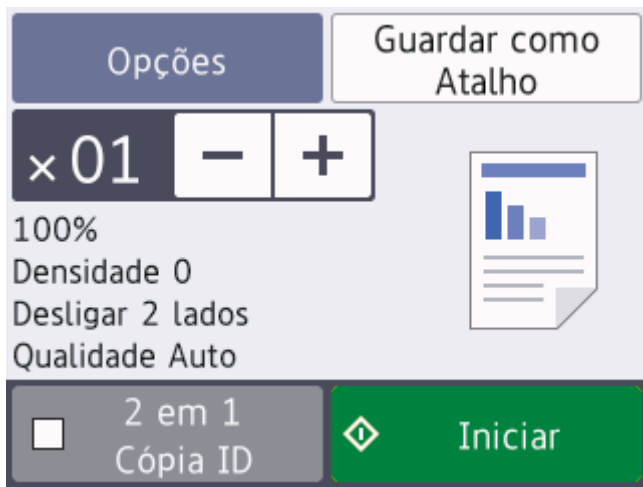 Opções
Guardar como
Atalho
× 01
− +
100%
Densidade 0
Desligar 2 lados
Qualidade Auto
2 em 1
Cópia ID
Iniciar